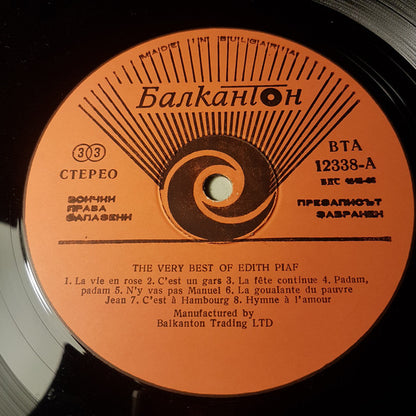 MADE IN BULGARIA
Балкантон
33
СТЕРЕО
ВТА
12338-А
ВСИЧКИ
ПРАВА
ЗАПАЗЕНИ
ПРЕЗАПИСЪТ
ЗАБРАНЕН
THE VERY BEST OF EDITH PIAF
1. La vie en rose 2. C'est un gars 3. La fête continue 4. Padam,
padam 5. N'y vas pas Manuel 6. La goualante du pauvre
Jean 7. C'est à Hambourg 8. Hymne à l'amour
Manufactured by
Balkanton Trading LTD